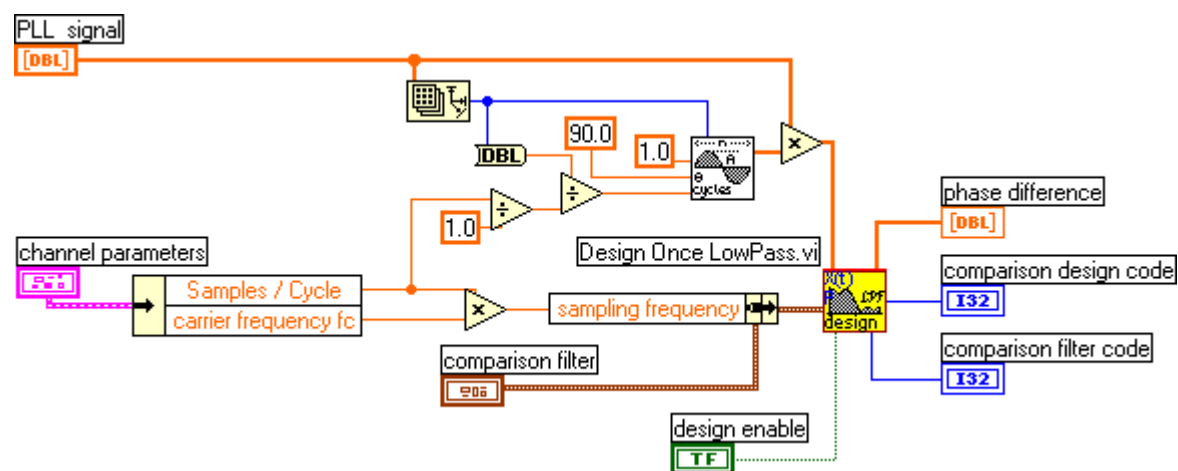 PLL signal
[DBL]
DBL
90.0
1.0
n
A
θ
cycles
×
÷
÷
1.0
phase difference
[DBL]
channel parameters
Design Once LowPass.vi
comparison design code
I32
Samples / Cycle
carrier frequency fc
×
sampling frequency
X(t)
LPF
design
comparison filter
comparison filter code
I32
design enable
TF